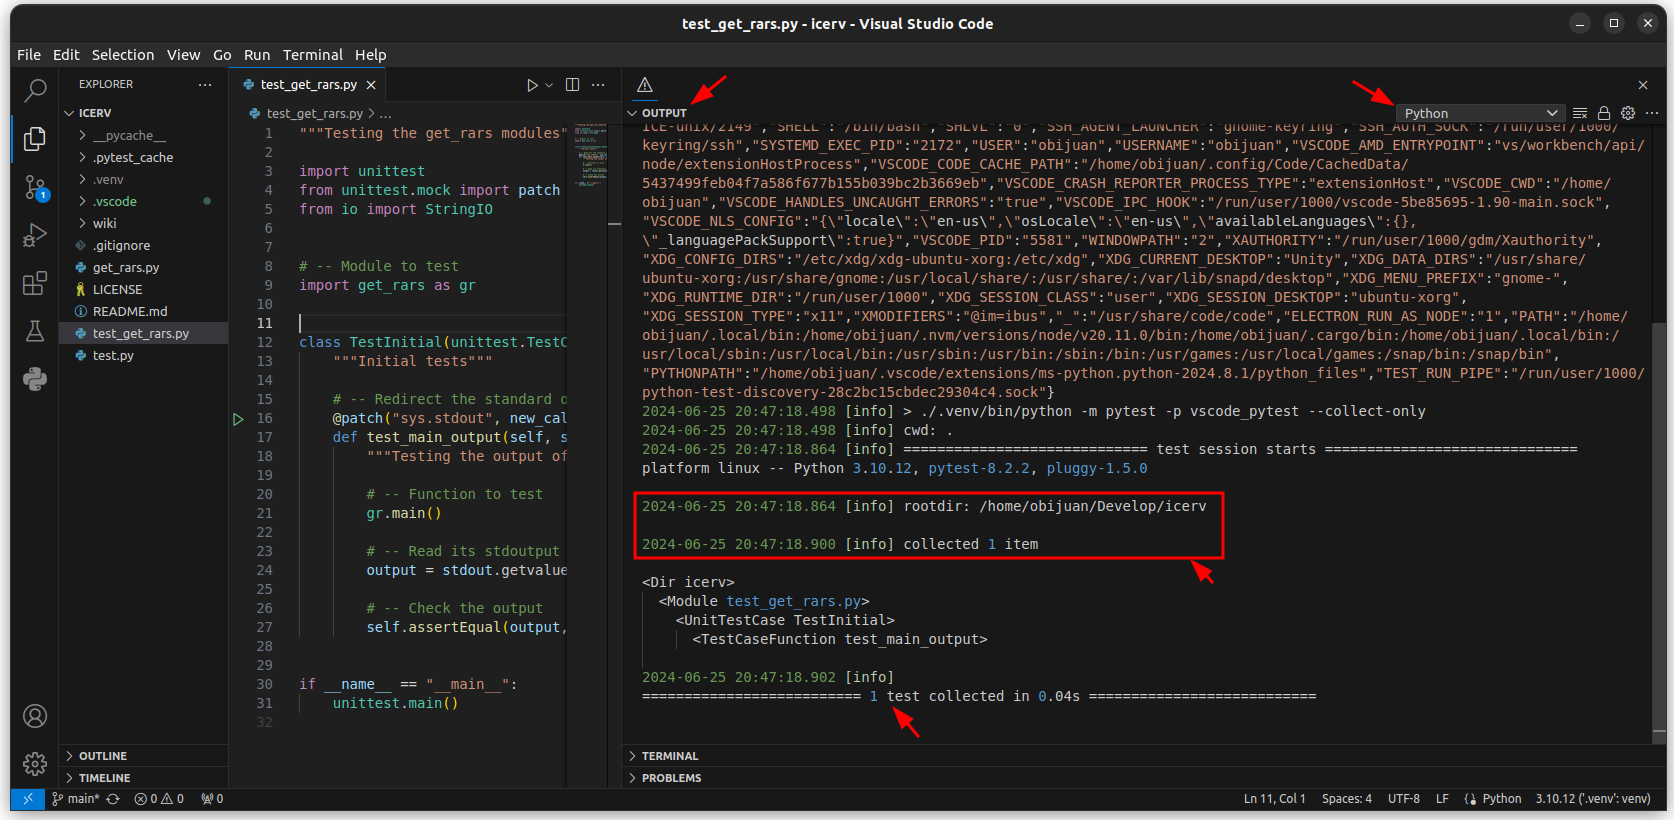 test_get_rars.py - icerv - Visual Studio Code
File Edit Selection View Go Run Terminal Help
EXPLORER
ICERV
__pycache__
.pytest_cache
.venv
.vscode
wiki
.gitignore
get_rars.py
LICENSE
README.md
test_get_rars.py
test.py
OUTLINE
TIMELINE
1
test_get_rars.py
test_get_rars.py > ...
1 """Testing the get_rars modules"
2
3 import unittest
4 from unittest.mock import patch
5 from io import StringIO
6
7
8 # -- Module to test
9 import get_rars as gr
10
11
12 class TestInitial(unittest.TestC
13 """Initial tests"""
14
15 # -- Redirect the standard o
16 @patch("sys.stdout", new_cal
17 def test_main_output(self, s
18 """Testing the output of
19
20 # -- Function to test
21 gr.main()
22
23 # -- Read its stdoutput
24 output = stdout.getvalue
25
26 # -- Check the output
27 self.assertEqual(output,
28
29
30 if __name__ == "__main__":
31 unittest.main()
32
OUTPUT
Python
ICE-unix/2149","SHELL":"/bin/bash","SHLVL":"0","SSH_AGENT_LAUNCHER":"gnome-keyring","SSH_AUTH_SOCK":"/run/user/1000/
keyring/ssh","SYSTEMD_EXEC_PID":"2172","USER":"obijuan","USERNAME":"obijuan","VSCODE_AMD_ENTRYPOINT":"vs/workbench/api/
node/extensionHostProcess","VSCODE_CODE_CACHE_PATH":"/home/obijuan/.config/Code/CachedData/
5437499feb04f7a586f677b155b039bc2b3669eb","VSCODE_CRASH_REPORTER_PROCESS_TYPE":"extensionHost","VSCODE_CWD":"/home/
obijuan","VSCODE_HANDLES_UNCAUGHT_ERRORS":"true","VSCODE_IPC_HOOK":"/run/user/1000/vscode-5be85695-1.90-main.sock",
"VSCODE_NLS_CONFIG":"{\"locale\":\"en-us\",\"osLocale\":\"en-us\",\"availableLanguages\":{},
\"_languagePackSupport\":true}","VSCODE_PID":"5581","WINDOWPATH":"2","XAUTHORITY":"/run/user/1000/gdm/Xauthority",
"XDG_CONFIG_DIRS":"/etc/xdg/xdg-ubuntu-xorg:/etc/xdg","XDG_CURRENT_DESKTOP":"Unity","XDG_DATA_DIRS":"/usr/share/
ubuntu-xorg:/usr/share/gnome:/usr/local/share/:/usr/share/:/var/lib/snapd/desktop","XDG_MENU_PREFIX":"gnome-",
"XDG_RUNTIME_DIR":"/run/user/1000","XDG_SESSION_CLASS":"user","XDG_SESSION_DESKTOP":"ubuntu-xorg",
"XDG_SESSION_TYPE":"x11","XMODIFIERS":"@im=ibus","_":"/usr/share/code/code","ELECTRON_RUN_AS_NODE":"1","PATH":"/home/
obijuan/.local/bin:/home/obijuan/.nvm/versions/node/v20.11.0/bin:/home/obijuan/.cargo/bin:/home/obijuan/.local/bin:/
usr/local/sbin:/usr/local/bin:/usr/sbin:/usr/bin:/sbin:/bin:/usr/games:/usr/local/games:/snap/bin:/snap/bin",
"PYTHONPATH":"/home/obijuan/.vscode/extensions/ms-python.python-2024.8.1/python_files","TEST_RUN_PIPE":"/run/user/1000/
python-test-discovery-28c2bc15cbdec29304c4.sock"}
2024-06-25 20:47:18.498 [info] > ./.venv/bin/python -m pytest -p vscode_pytest --collect-only
2024-06-25 20:47:18.498 [info] cwd: .
2024-06-25 20:47:18.864 [info] ============================= test session starts ==============================
platform linux -- Python 3.10.12, pytest-8.2.2, pluggy-1.5.0
2024-06-25 20:47:18.864 [info] rootdir: /home/obijuan/Develop/icerv
2024-06-25 20:47:18.900 [info] collected 1 item
<Dir icerv>
<Module test_get_rars.py>
<UnitTestCase TestInitial>
<TestCaseFunction test_main_output>
2024-06-25 20:47:18.902 [info]
========================== 1 test collected in 0.04s ===========================
TERMINAL
PROBLEMS
main* 0 0 0 Ln 11, Col 1 Spaces: 4 UTF-8 LF Python 3.10.12 ('.venv': venv)